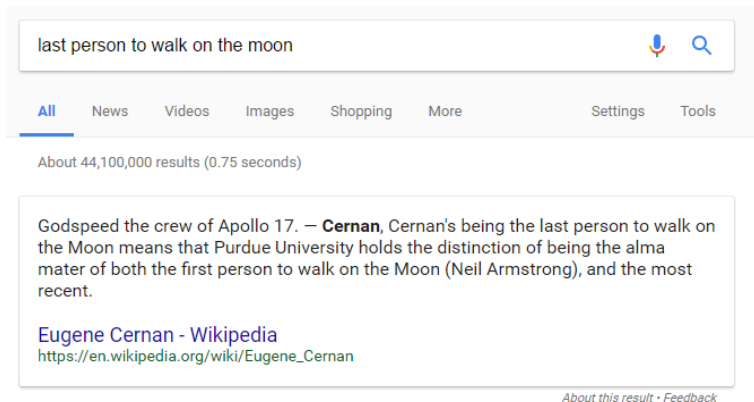 last person to walk on the moon
All News Videos Images Shopping More Settings Tools
About 44,100,000 results (0.75 seconds)
Godspeed the crew of Apollo 17. — Cernan, Cernan's being the last person to walk on
the Moon means that Purdue University holds the distinction of being the alma
mater of both the first person to walk on the Moon (Neil Armstrong), and the most
recent.
Eugene Cernan - Wikipedia
https://en.wikipedia.org/wiki/Eugene_Cernan
About this result • Feedback